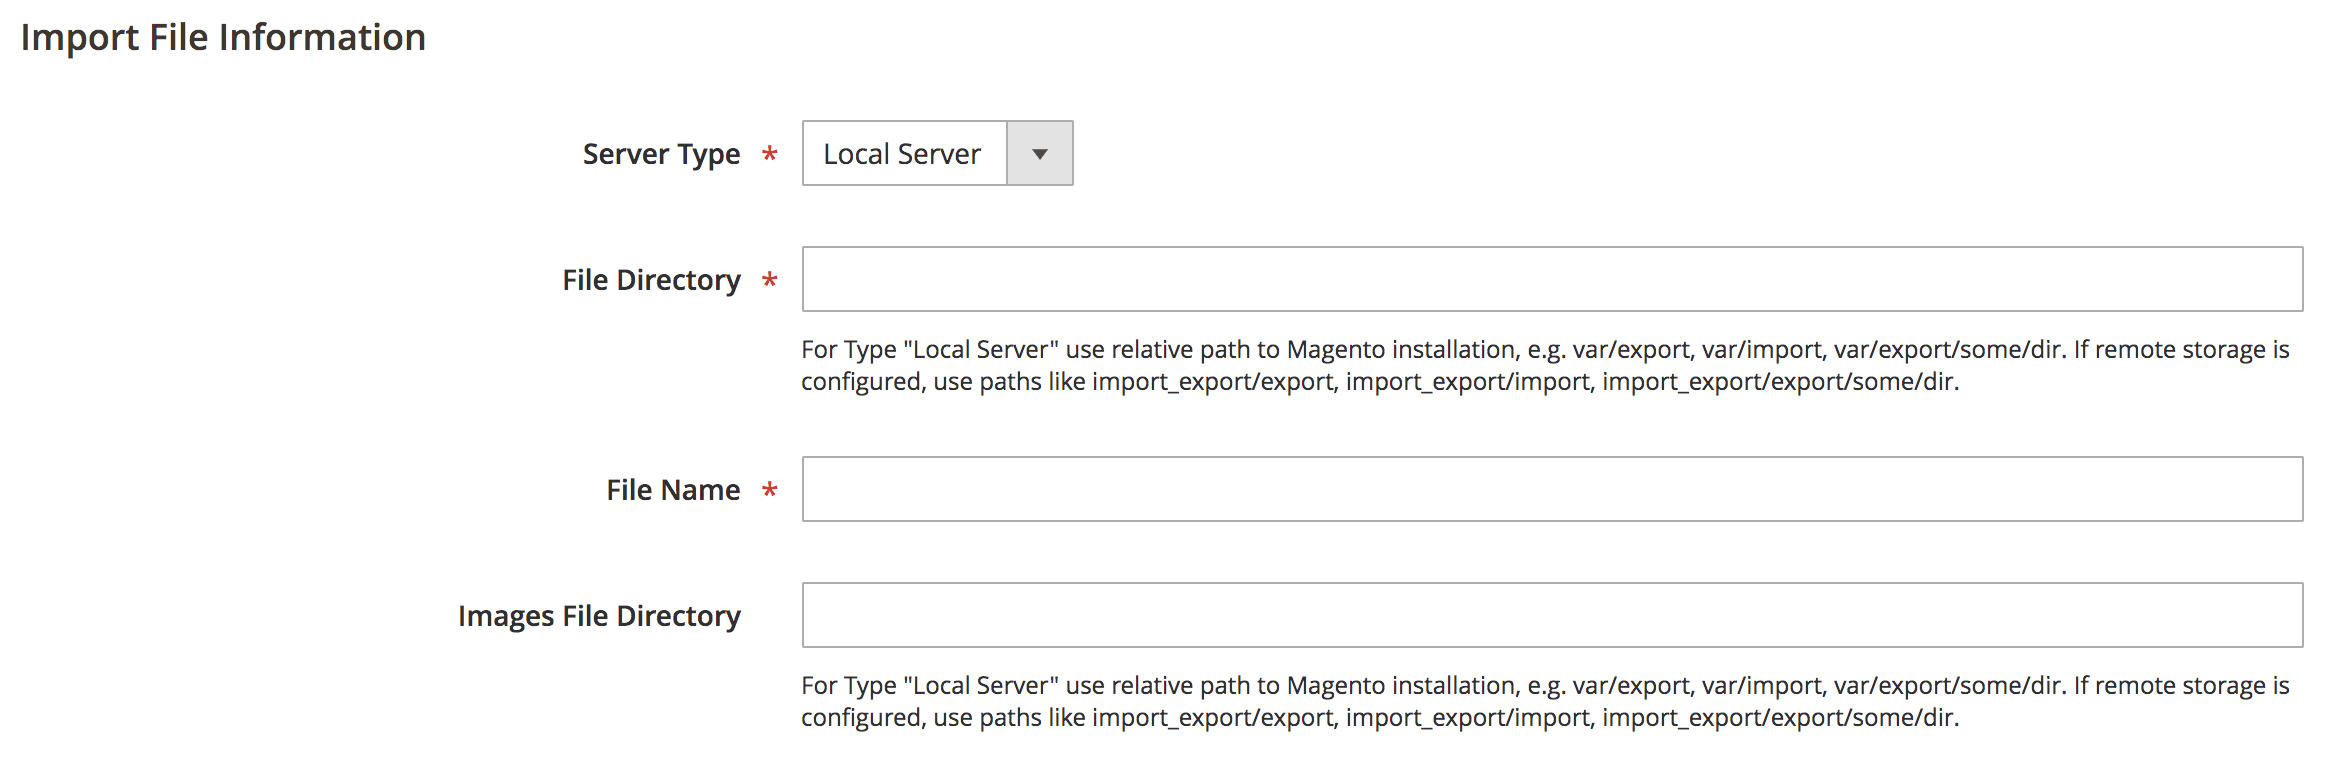 Import File Information
Server Type *
Local Server
File Directory *
For Type "Local Server" use relative path to Magento installation, e.g. var/export, var/import, var/export/some/dir. If remote storage is
configured, use paths like import_export/export, import_export/import, import_export/export/some/dir.
File Name *
Images File Directory
For Type "Local Server" use relative path to Magento installation, e.g. var/export, var/import, var/export/some/dir. If remote storage is
configured, use paths like import_export/export, import_export/import, import_export/export/some/dir.